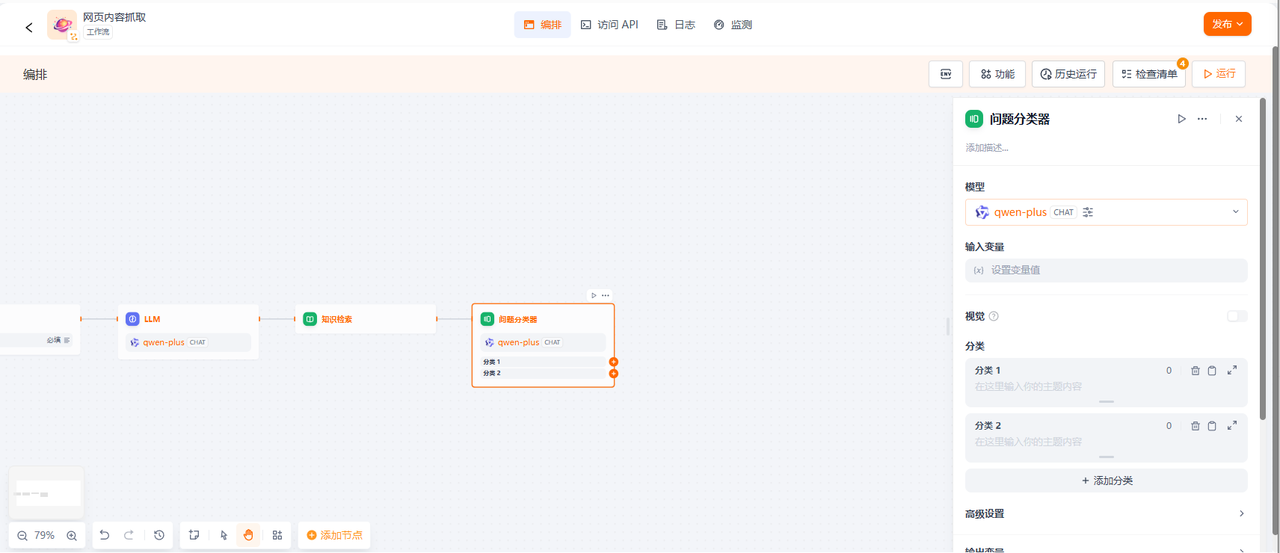 网页内容抓取
工作流
编排
访问 API
日志
监测
发布
编排
ENV
功能
历史运行
检查清单
4
运行
必填
LLM
qwen-plus CHAT
知识检索
问题分类器
qwen-plus CHAT
分类 1
分类 2
79%
添加节点
问题分类器
添加描述...
模型
qwen-plus CHAT
输入变量
(x) 设置变量值
视觉
分类
分类 1 0
在这里输入你的主题内容
分类 2 0
在这里输入你的主题内容
+ 添加分类
高级设置
输出变量